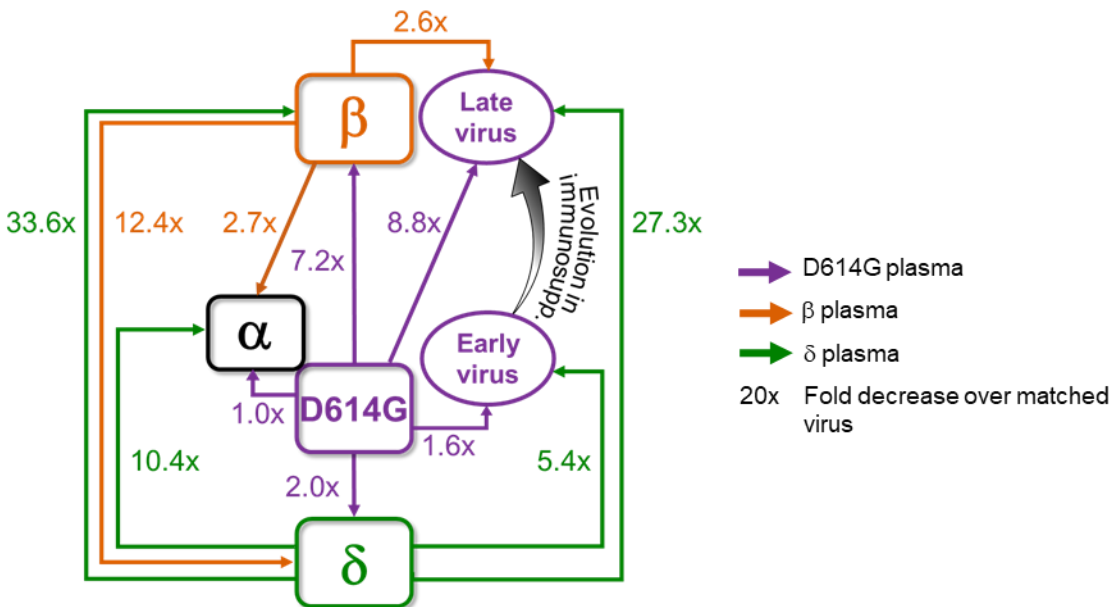 2.6x
β
Late
virus
33.6x
12.4x
2.7x
7.2x
8.8x
Evolution in
immunosupp.
27.3x
α
Early
virus
1.0x
D614G
1.6x
10.4x
2.0x
5.4x
δ
D614G plasma
β plasma
δ plasma
20x Fold decrease over matched
virus